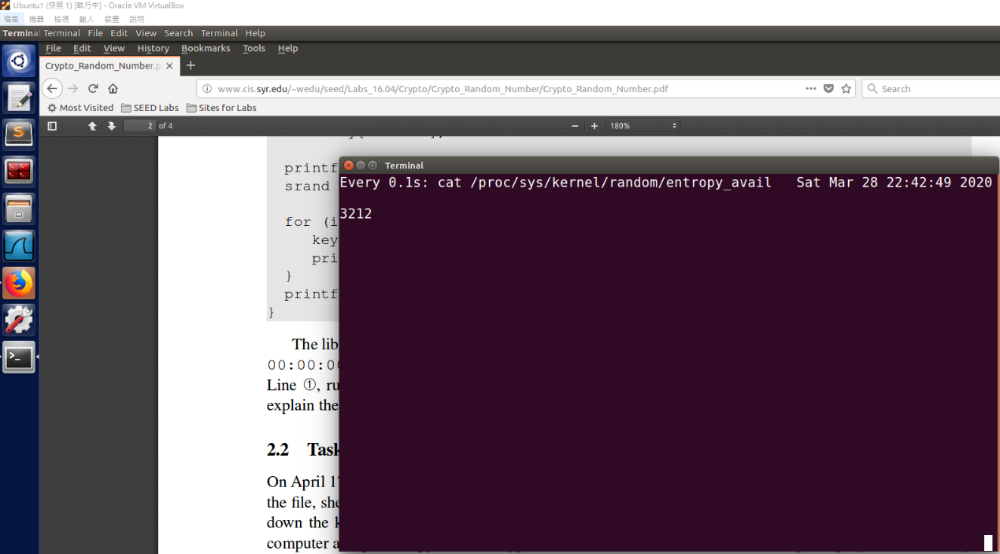 Ubuntu1 (快照 1) [執行中] - Oracle VM VirtualBox
檔案 機器 檢視 輸入 裝置 說明
Terminal Terminal File Edit View Search Terminal Help
File Edit View History Bookmarks Tools Help
Crypto_Random_Number.p
www.cis.syr.edu/~wedu/seed/Labs_16.04/Crypto/Crypto_Random_Number/Crypto_Random_Number.pdf
Search
Most Visited SEED Labs Sites for Labs
2 of 4
180%
printf
srand
for (i
key
pri
}
printf
}
Terminal
Every 0.1s: cat /proc/sys/kernel/random/entropy_avail Sat Mar 28 22:42:49 2020
3212
The lib
00:00:00
Line ①, ru
explain the
2.2 Task
On April 17
the file, she
down the k
computer a